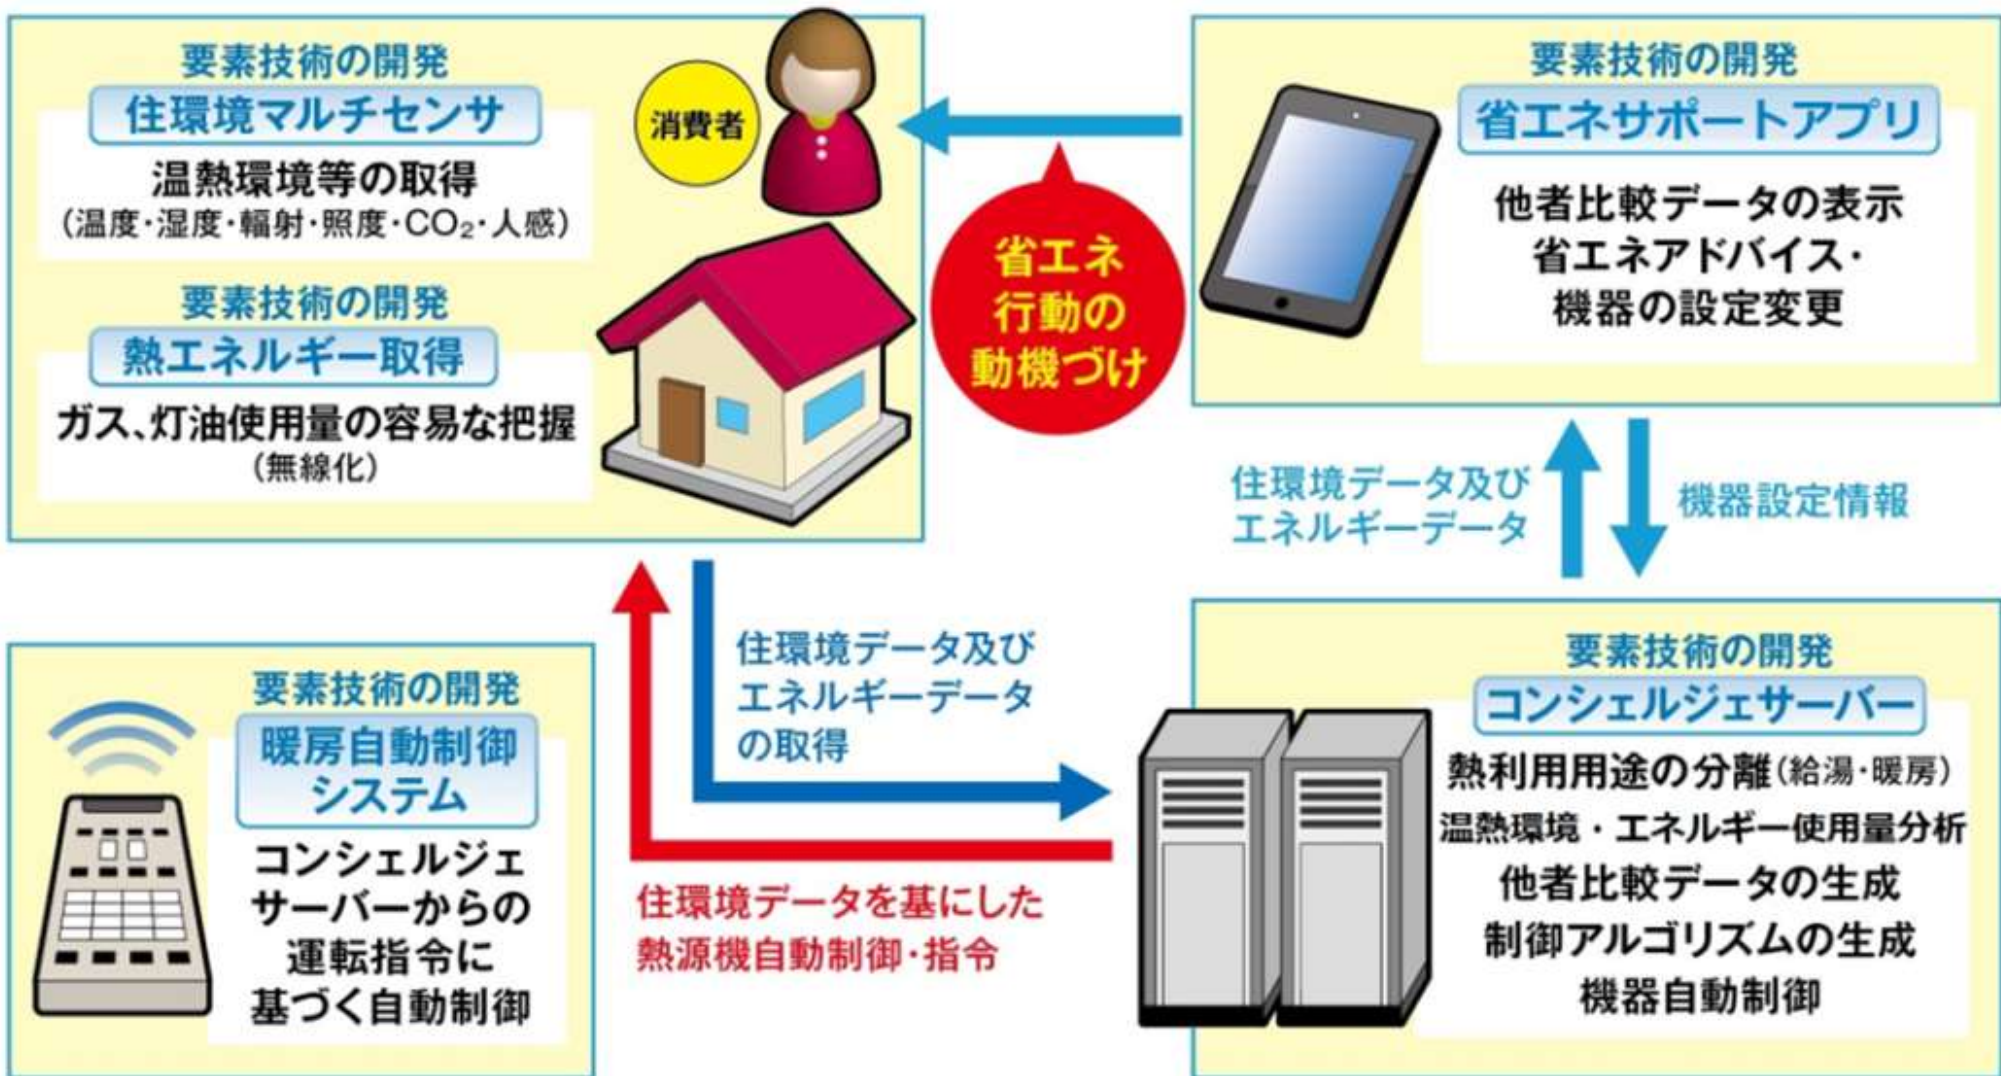 要素技術の開発
住環境マルチセンサ
温熱環境等の取得
（温度・湿度・輻射・照度・CO₂・人感）
要素技術の開発
熱エネルギー取得
ガス、灯油使用量の容易な把握
（無線化）
消費者
省エネ
行動の
動機づけ
要素技術の開発
省エネサポートアプリ
他者比較データの表示
省エネアドバイス・
機器の設定変更
住環境データ及び
エネルギーデータ
機器設定情報
要素技術の開発
暖房自動制御
システム
コンシェルジェ
サーバーからの
運転指令に
基づく自動制御
住環境データ及び
エネルギーデータ
の取得
住環境データを基にした
熱源機自動制御・指令
要素技術の開発
コンシェルジェサーバー
熱利用用途の分離（給湯・暖房）
温熱環境・エネルギー使用量分析
他者比較データの生成
制御アルゴリズムの生成
機器自動制御